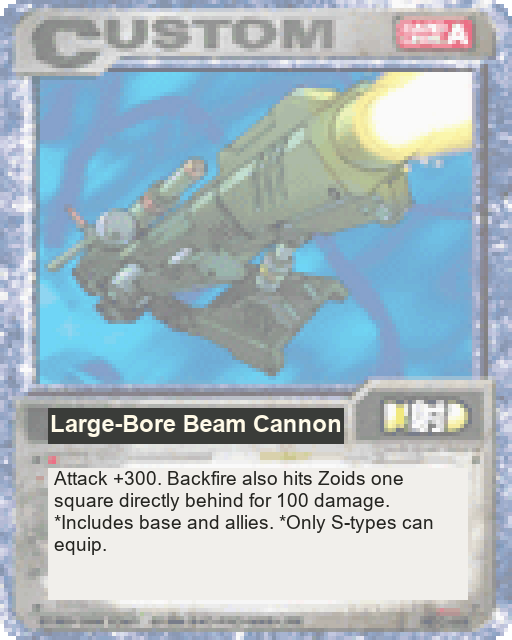 CUSTOM
A
Large-Bore Beam Cannon
Attack +300. Backfire also hits Zoids one
square directly behind for 100 damage.
*Includes base and allies. *Only S-types can
equip.